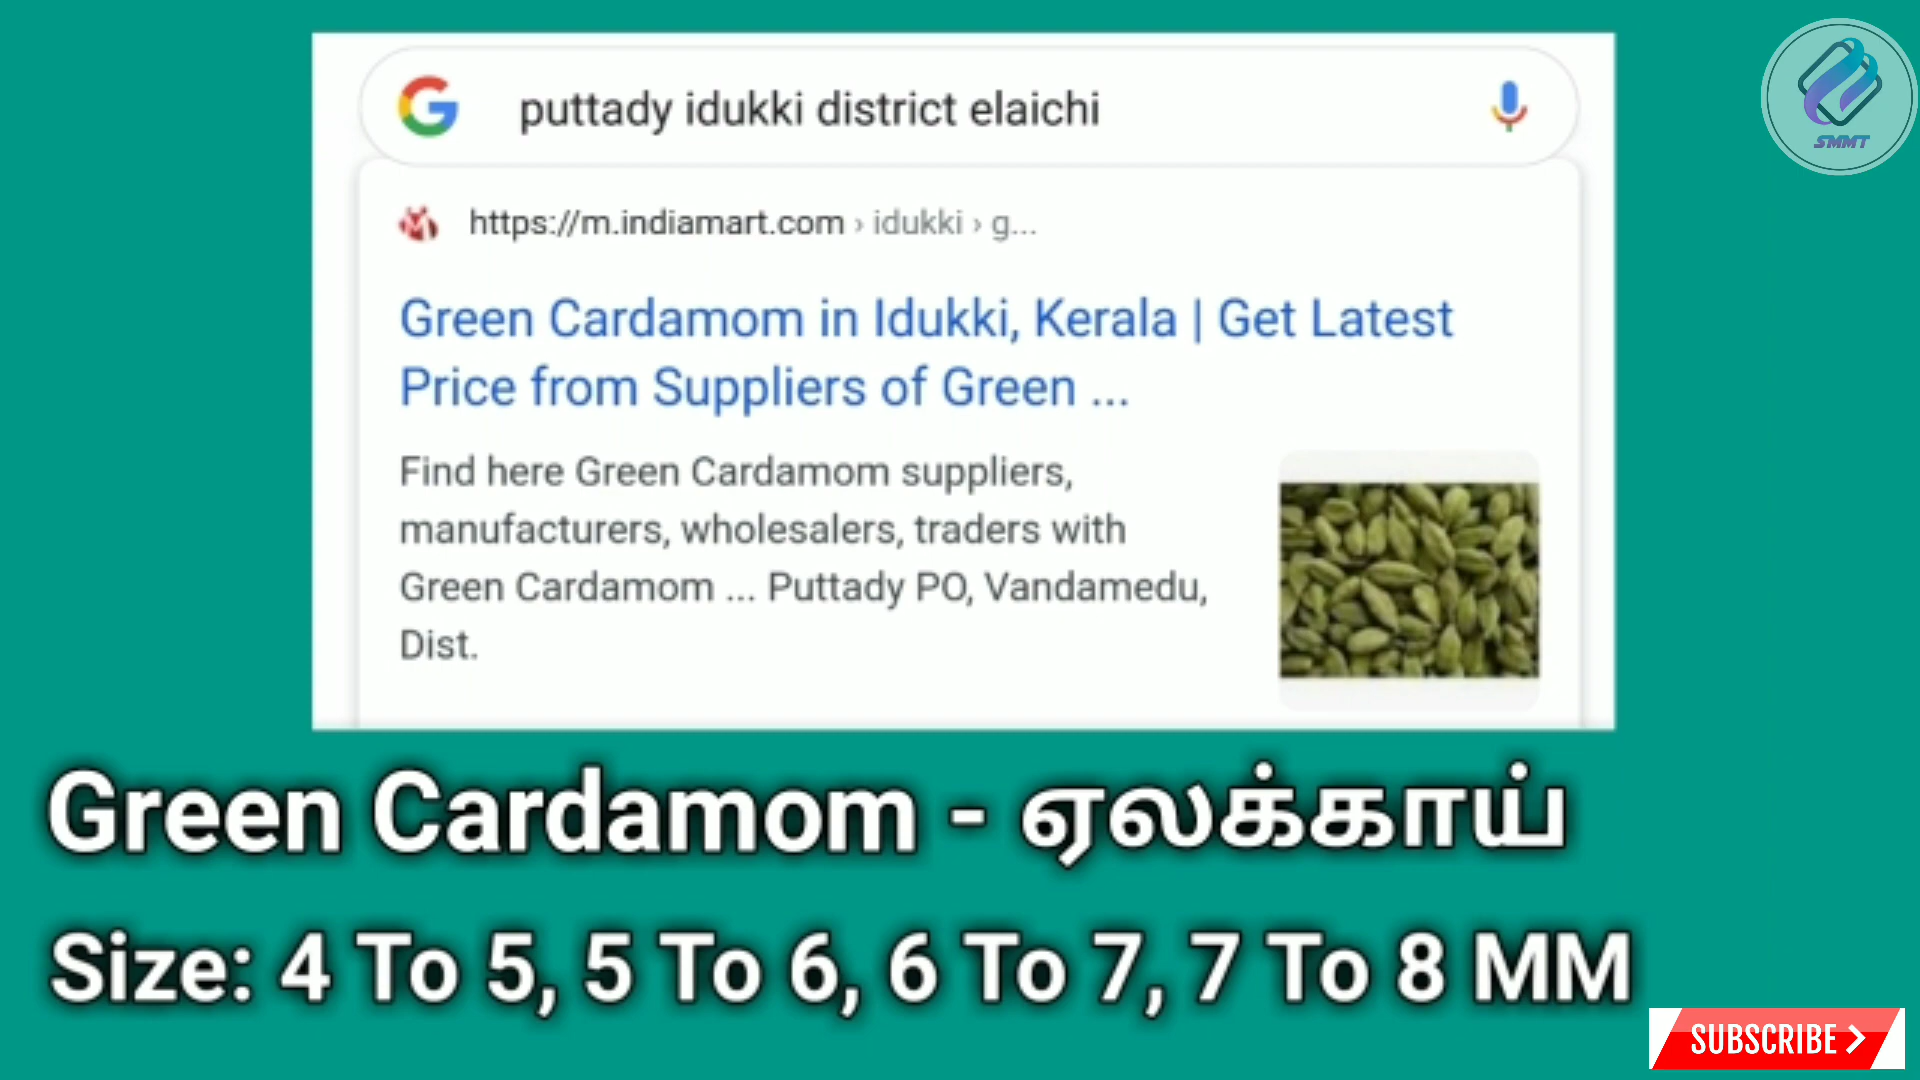 SMMT
puttady idukki district elaichi
https://m.indiamart.com › idukki › g...
Green Cardamom in Idukki, Kerala | Get Latest
Price from Suppliers of Green ...
Find here Green Cardamom suppliers,
manufacturers, wholesalers, traders with
Green Cardamom ... Puttady PO, Vandamedu,
Dist.
Green Cardamom - ஏலக்காய்
Size: 4 To 5, 5 To 6, 6 To 7, 7 To 8 MM
SUBSCRIBE